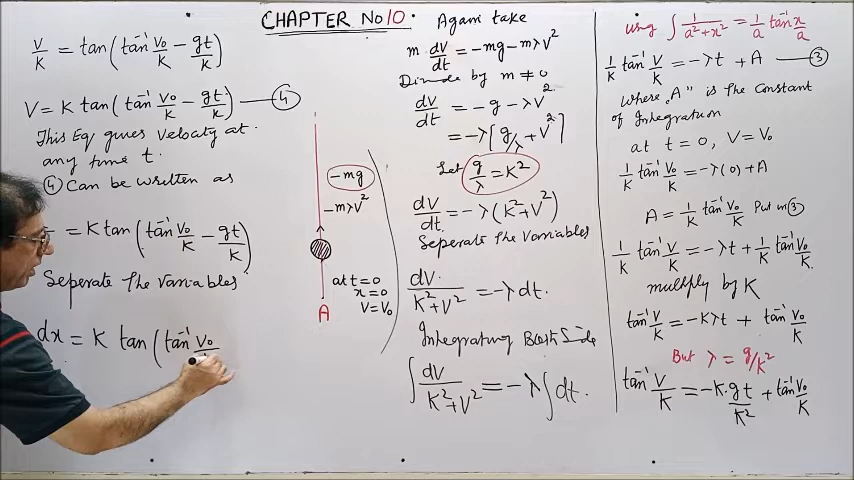 CHAPTER No 10
V/K = tan(tan⁻¹ V₀/K − gt/K)
V = K tan(tan⁻¹ V₀/K − gt/K) — ④
This Eq gives Velocity at
any time t.
④ Can be written as
= K tan(tan⁻¹ V₀/K − gt/K)
Seperate The Variables
dx = K tan(tan⁻¹ V₀
−mg
−mλV²
at t=0
x=0
V=V₀
A
Again take
m dV/dt = −mg−mλV²
Divide by m ≠ 0
dV/dt = −g −λV²
= −λ[g/λ + V²]
Let g/λ = K²
dV/dt = −λ(K²+V²)
Seperate The Variables
dV/K²+V² = −λdt.
Integrating Both Side
∫ dV/K²+V² = −λ∫dt.
using ∫ 1/a²+x² = 1/a tan⁻¹ x/a
1/K tan⁻¹ V/K = −λt + A — ③
where "A" is The Constant
of Integration
at t=0, V=V₀
1/K tan⁻¹ V₀/K = −λ(0)+A
A = 1/K tan⁻¹ V₀/K Put in ③
1/K tan⁻¹ V/K = −λt + 1/K tan⁻¹ V₀/K.
multiply by K
tan⁻¹ V/K = −Kλt + tan⁻¹ V₀/K
But λ = g/K²
tan⁻¹ V/K = −K.gt/K² + tan⁻¹ V₀/K